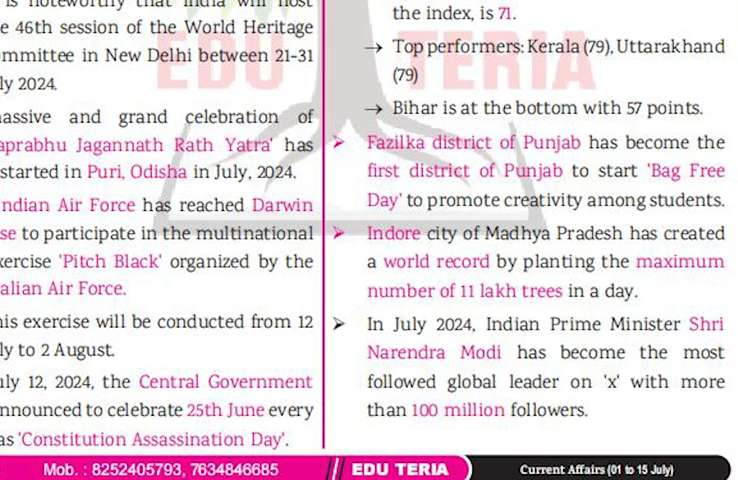 is noteworthy that India will host
e 46th session of the World Heritage
ommittee in New Delhi between 21-31
ly 2024.
assive and grand celebration of
aprabhu Jagannath Rath Yatra' has
started in Puri, Odisha in July, 2024.
ndian Air Force has reached Darwin
se to participate in the multinational
xercise 'Pitch Black' organized by the
alian Air Force.
his exercise will be conducted from 12
ly to 2 August.
uly 12, 2024, the Central Government
nnounced to celebrate 25th June every
as 'Constitution Assassination Day'.
the index, is 71.
→ Top performers: Kerala (79), Uttarakhand
(79)
→ Bihar is at the bottom with 57 points.
➢ Fazilka district of Punjab has become the
first district of Punjab to start 'Bag Free
Day' to promote creativity among students.
➢ Indore city of Madhya Pradesh has created
a world record by planting the maximum
number of 11 lakh trees in a day.
➢ In July 2024, Indian Prime Minister Shri
Narendra Modi has become the most
followed global leader on 'x' with more
than 100 million followers.
EDU TERIA
Mob. : 8252405793, 7634846685
EDU TERIA
Current Affairs (01 to 15 July)